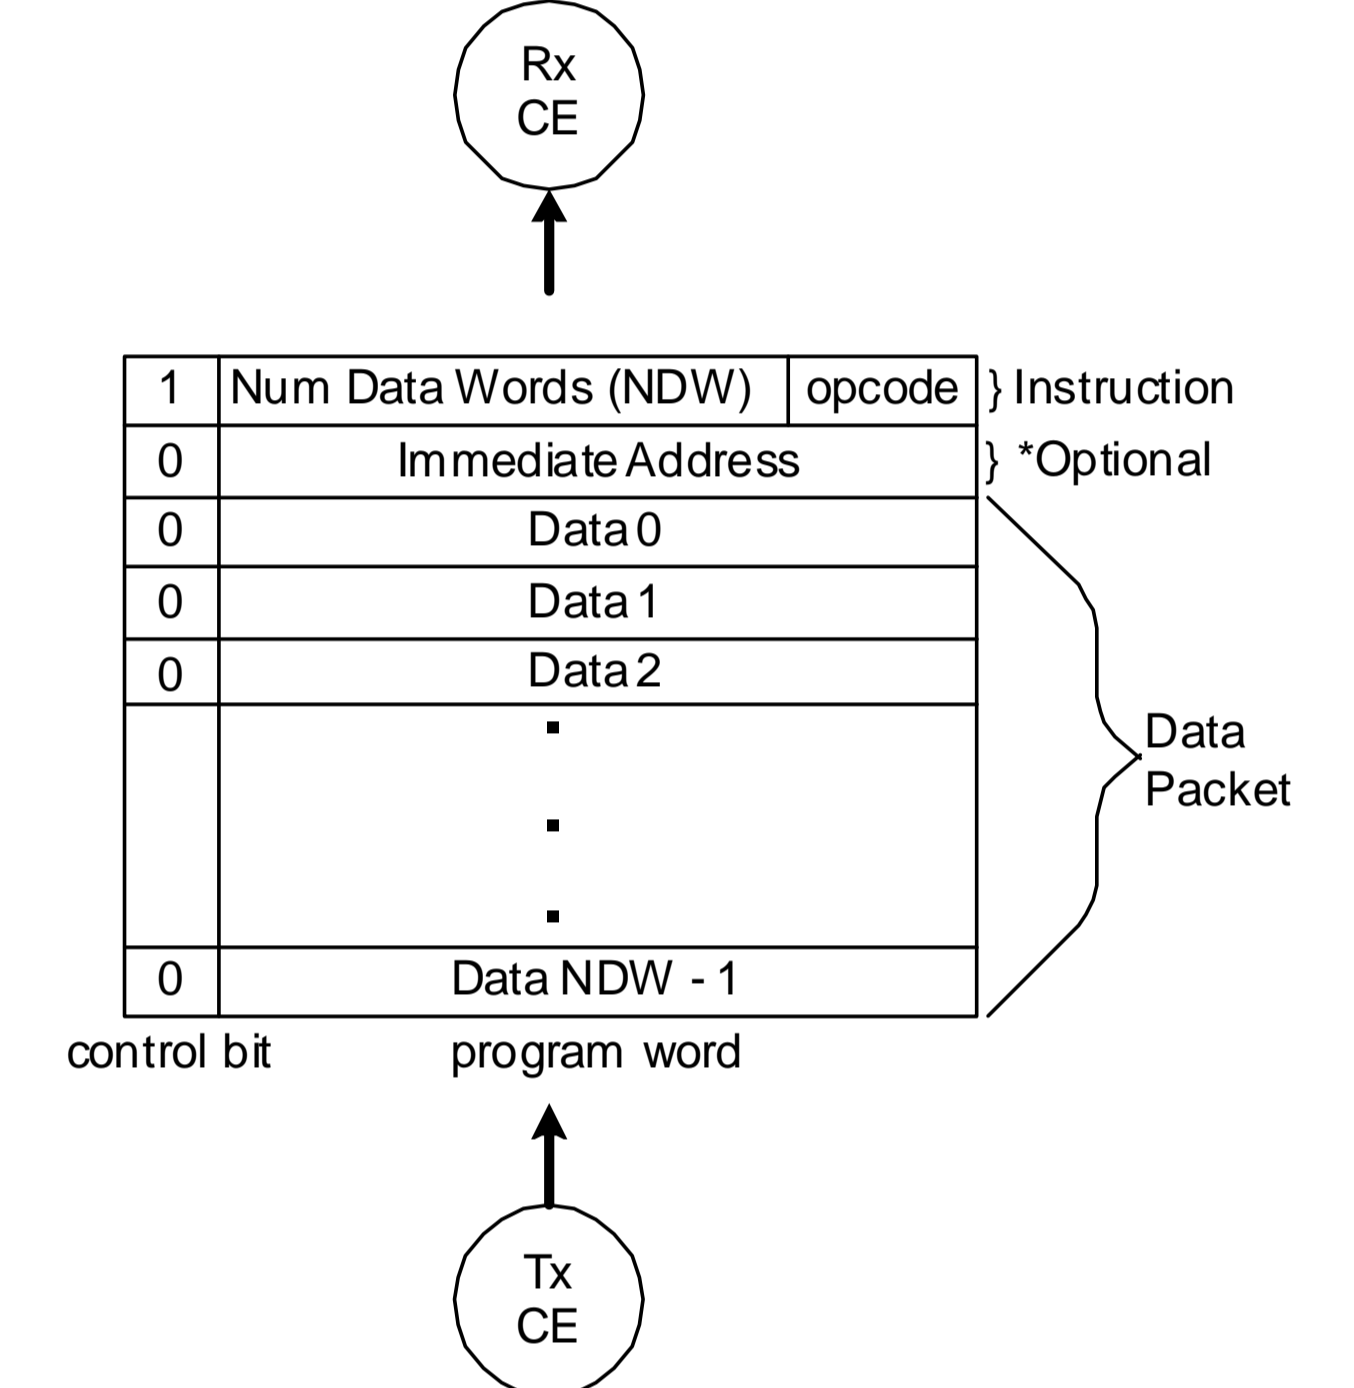 Rx
CE
1 Num Data Words (NDW) opcode } Instruction
0 Immediate Address } *Optional
0 Data 0
0 Data 1
0 Data 2
Data
Packet
0 Data NDW - 1
control bit program word
Tx
CE